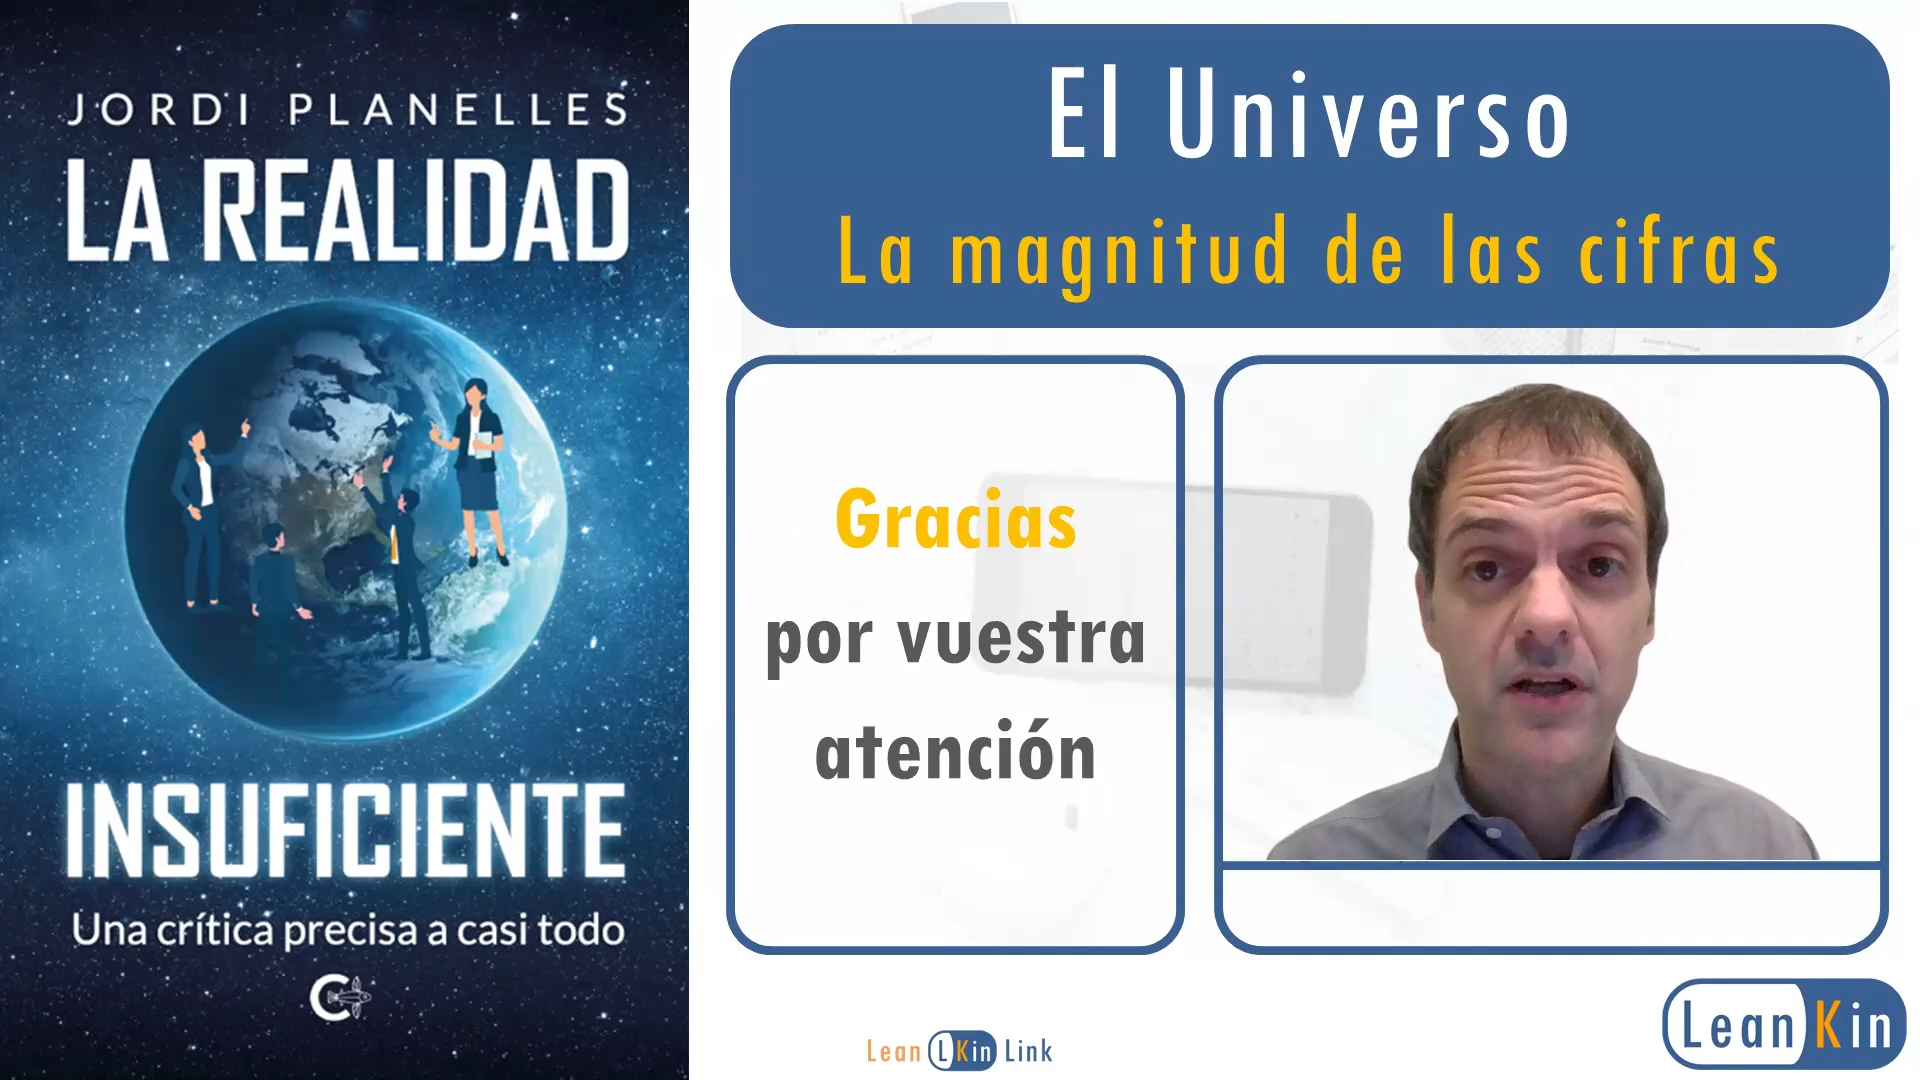 JORDI PLANELLES
LA REALIDAD
INSUFICIENTE
Una crítica precisa a casi todo
El Universo
La magnitud de las cifras
Gracias
por vuestra
atención
Lean LKin Link
Lean Kin